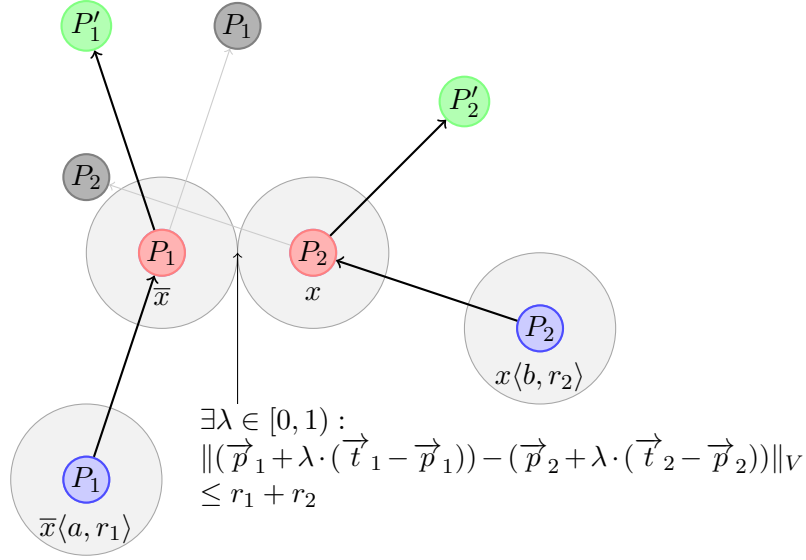 P′₁
P₁
P′₂
P₂
P₁
P₂
x̅
x
P₂
x⟨b, r₂⟩
∃λ ∈ [0, 1) :
‖(p⃗₁ + λ · (t⃗₁ − p⃗₁)) − (p⃗₂ + λ · (t⃗₂ − p⃗₂))‖_V
≤ r₁ + r₂
P₁
x̅⟨a, r₁⟩